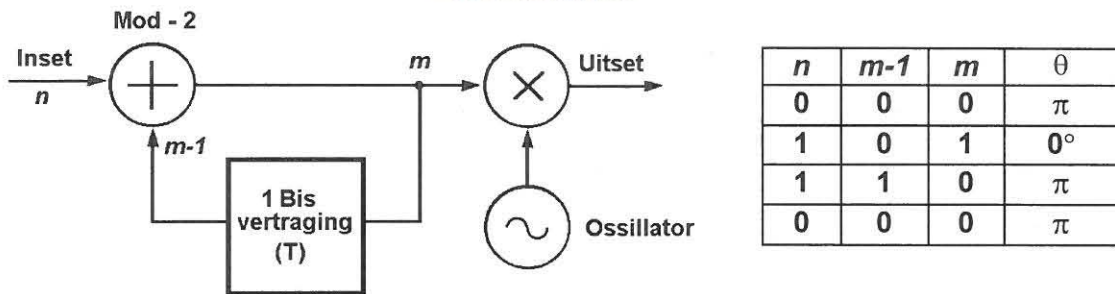 Mod - 2
Inset
n
m
Uitset
m-1
1 Bis
vertraging
(T)
Ossillator
n m-1 m θ
0 0 0 π
1 0 1 0°
1 1 0 π
0 0 0 π